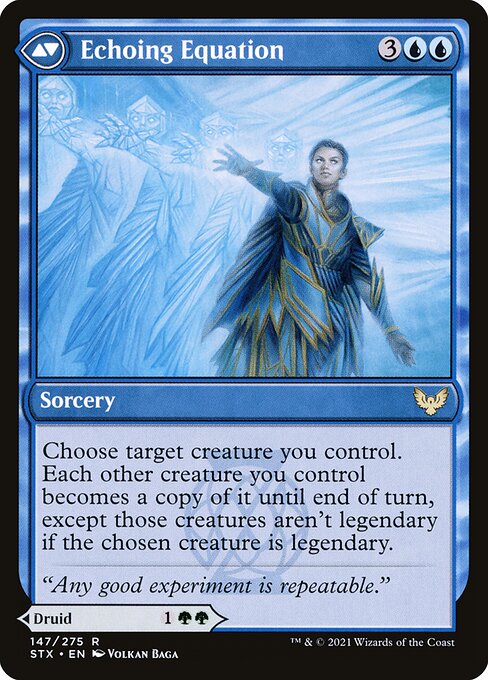 Echoing Equation 3
Sorcery
Choose target creature you control.
Each other creature you control
becomes a copy of it until end of turn,
except those creatures aren't legendary
if the chosen creature is legendary.
"Any good experiment is repeatable."
Druid 1
147/275 R
STX • EN Volkan Baga
™ & © 2021 Wizards of the Coast